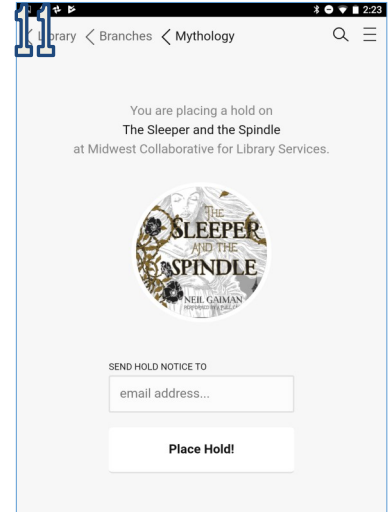 11
2:23
Library < Branches < Mythology
You are placing a hold on
The Sleeper and the Spindle
at Midwest Collaborative for Library Services.
THE
SLEEPER
AND THE
SPINDLE
NEIL GAIMAN
SEND HOLD NOTICE TO
email address...
Place Hold!